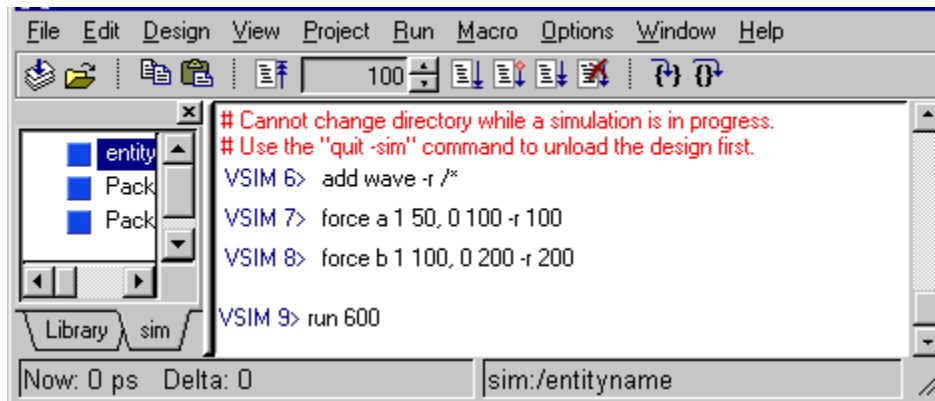 File Edit Design View Project Run Macro Options Window Help
100
entity
Pack
Pack
Library sim
# Cannot change directory while a simulation is in progress.
# Use the "quit -sim" command to unload the design first.
VSIM 6> add wave -r /*
VSIM 7> force a 1 50, 0 100 -r 100
VSIM 8> force b 1 100, 0 200 -r 200
VSIM 9> run 600
Now: 0 ps Delta: 0 sim:/entityname